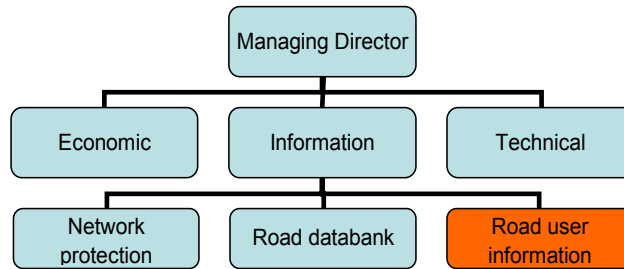 Managing Director
Economic
Information
Technical
Network
protection
Road databank
Road user
information